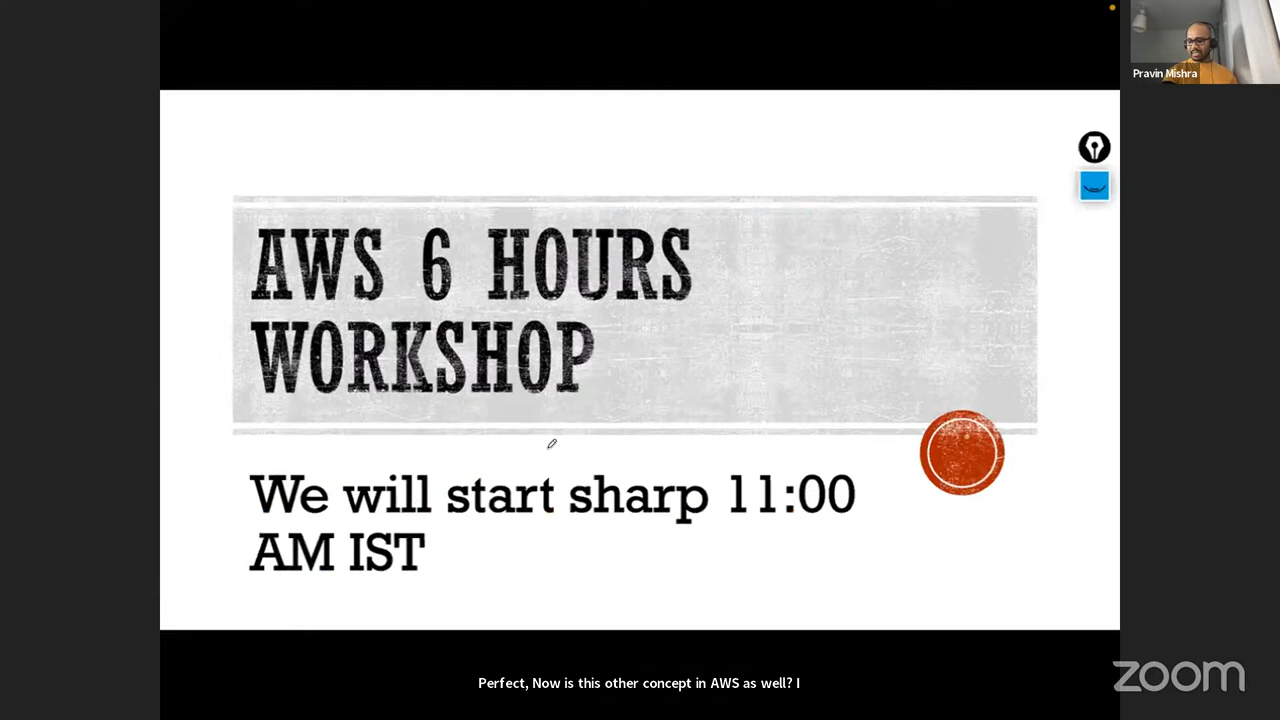 Pravin Mishra
AWS 6 HOURS
WORKSHOP
We will start sharp 11:00
AM IST
Perfect, Now is this other concept in AWS as well? I
zoom